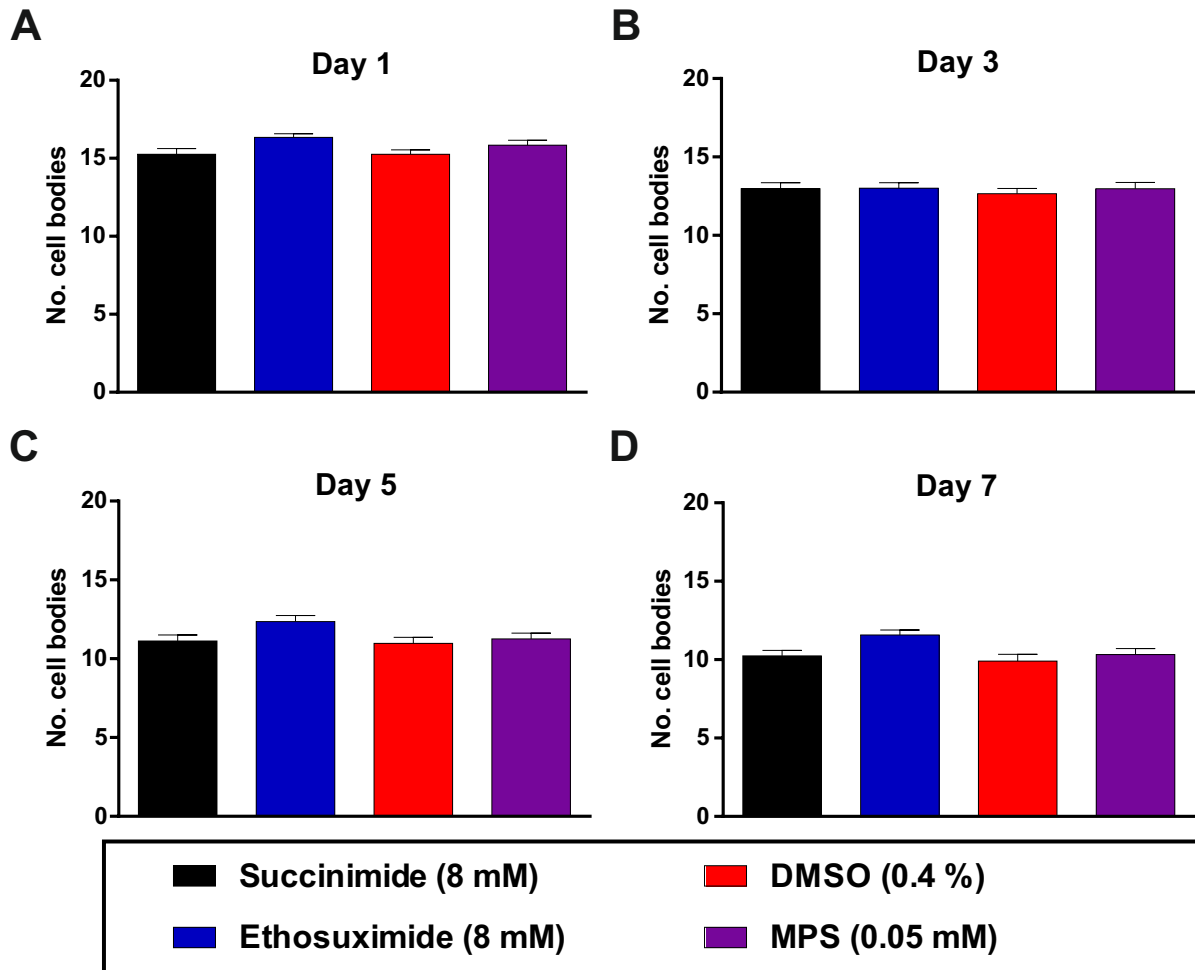 A
Day 1
No. cell bodies
20
15
10
5
0
B
Day 3
No. cell bodies
20
15
10
5
0
C
Day 5
No. cell bodies
20
15
10
5
0
D
Day 7
No. cell bodies
20
15
10
5
0
Succinimide (8 mM)
DMSO (0.4 %)
Ethosuximide (8 mM)
MPS (0.05 mM)